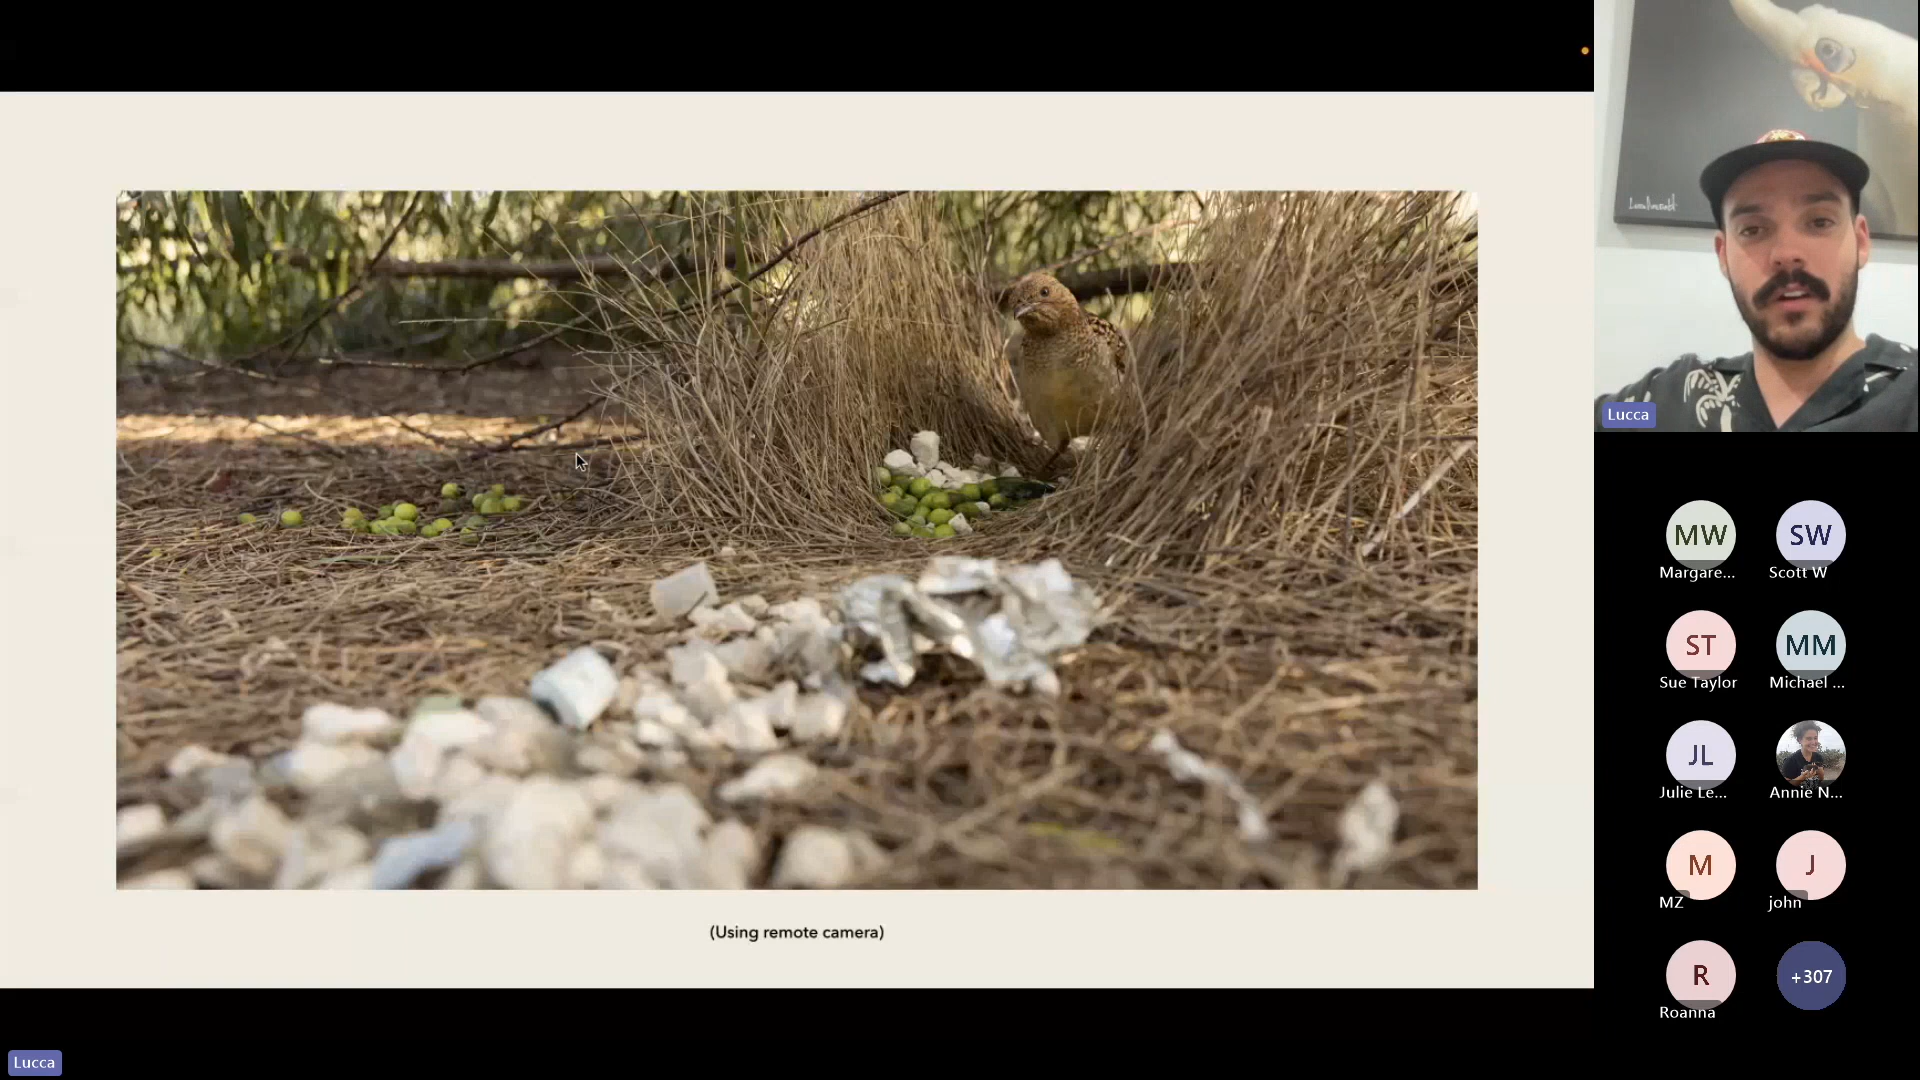 Lucca
MW
SW
Margare...
Scott W
ST
MM
Sue Taylor
Michael ...
JL
Julie Le...
Annie N...
M
J
MZ
john
R
+307
Roanna
(Using remote camera)
Lucca